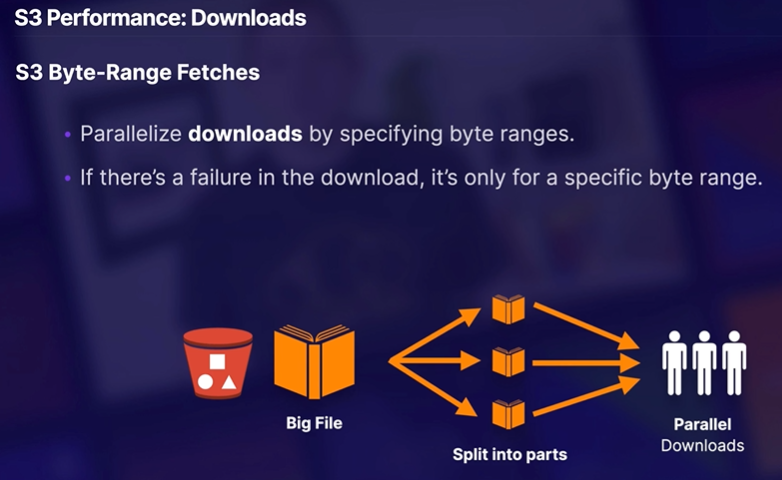 S3 Performance: Downloads
S3 Byte-Range Fetches
• Parallelize downloads by specifying byte ranges.
• If there's a failure in the download, it's only for a specific byte range.
Big File
Split into parts
Parallel
Downloads